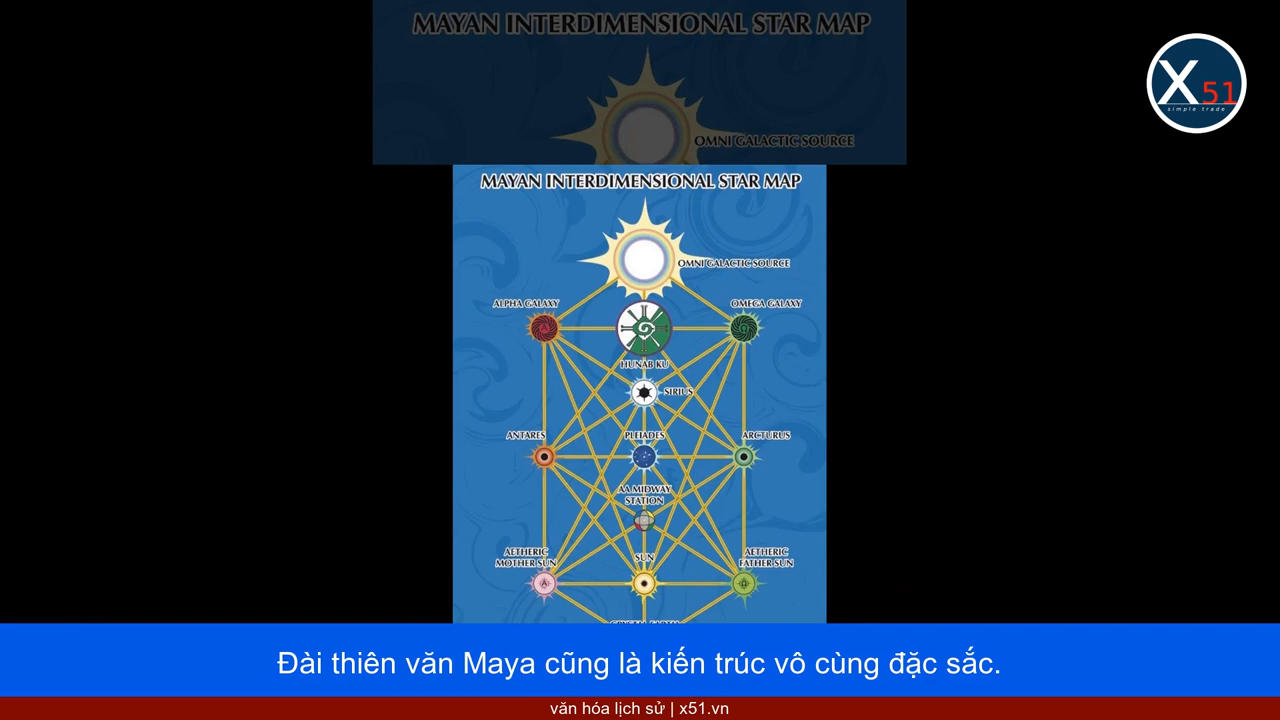 MAYAN INTERDIMENSIONAL STAR MAP
OMNI GALACTIC SOURCE
X51
simple trade
MAYAN INTERDIMENSIONAL STAR MAP
OMNI GALACTIC SOURCE
ALPHA GALAXY
OMEGA GALAXY
HUNAB KU
SIRIUS
ANTARES
PLEIADES
ARCTURUS
AA MIDWAY
STATION
AETHERIC
MOTHER SUN
SUN
AETHERIC
FATHER SUN
Đài thiên văn Maya cũng là kiến trúc vô cùng đặc sắc.
văn hóa lịch sử | x51.vn